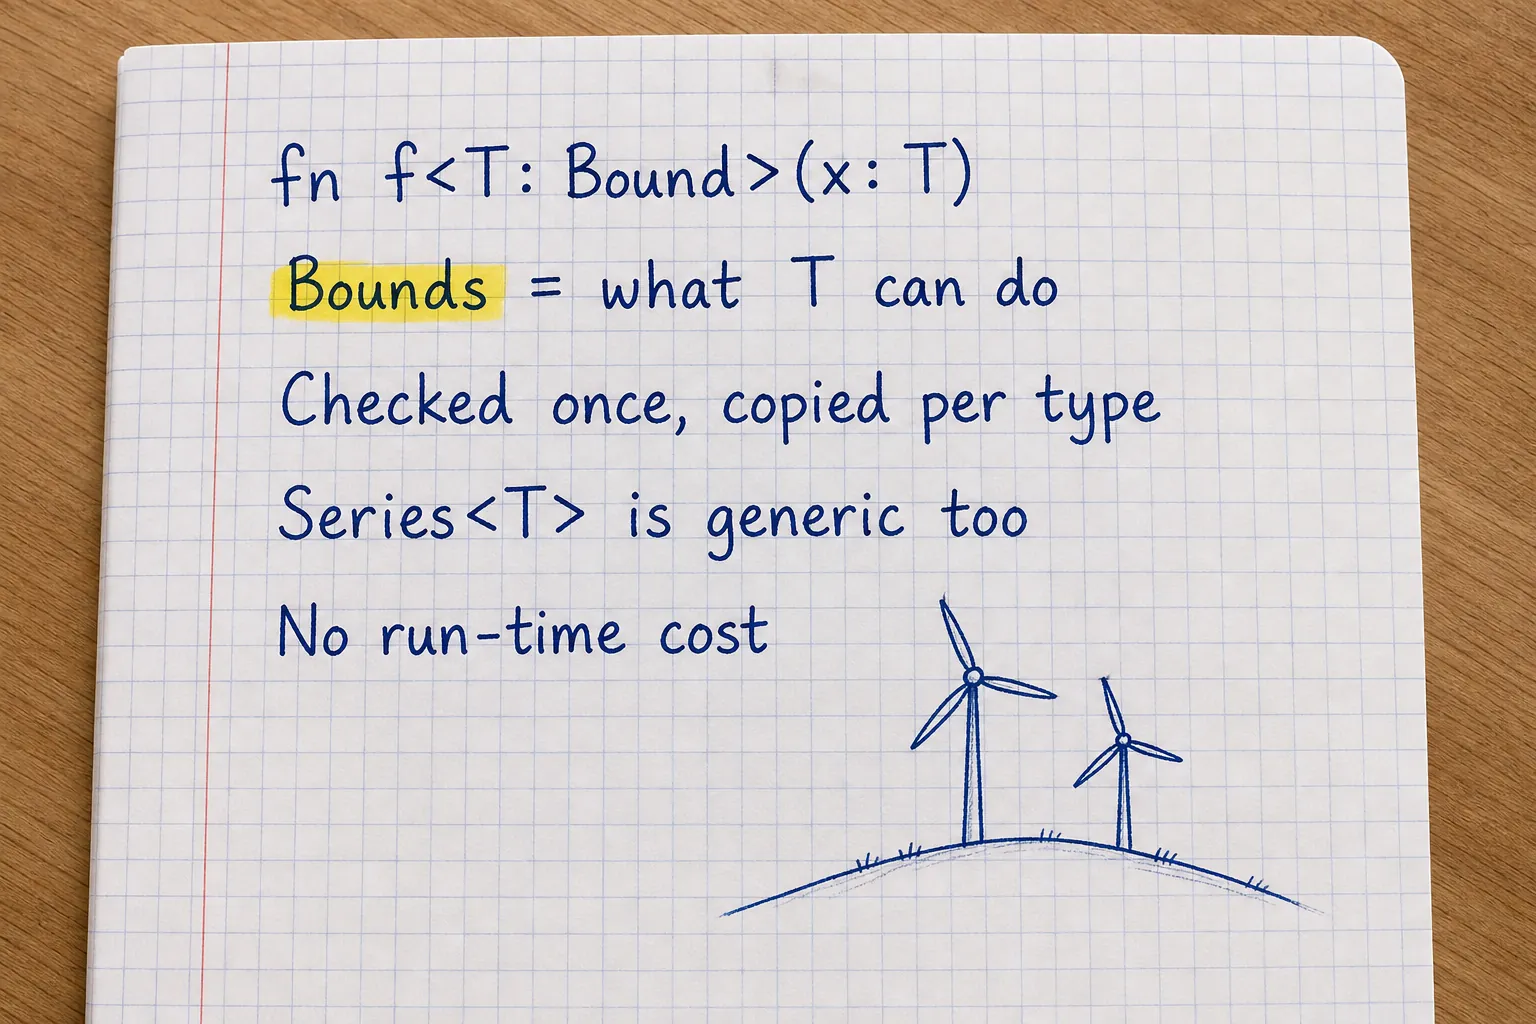 fn f<T: Bound>(x: T)
Bounds = what T can do
Checked once, copied per type
Series<T> is generic too
No run-time cost